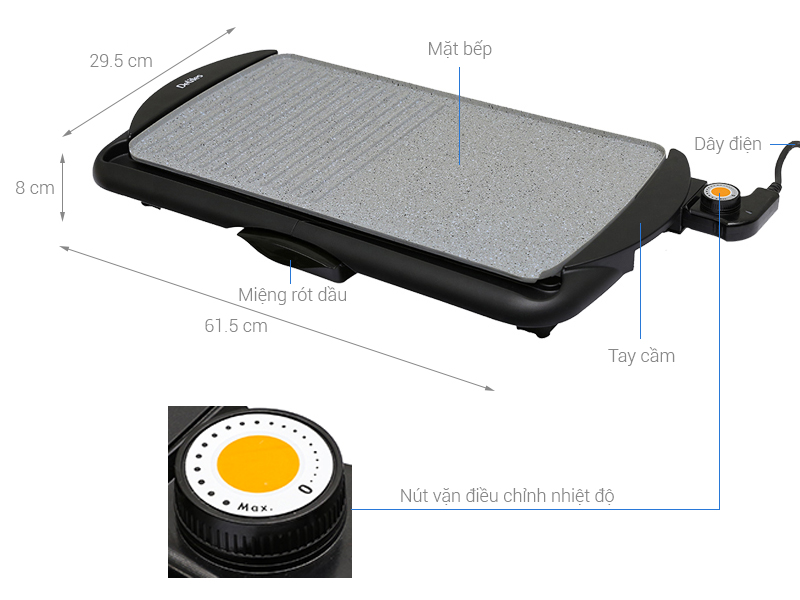 29.5 cm
Mặt bếp
Dây điện
8 cm
Miệng rót dầu
61.5 cm
Tay cầm
Nút vặn điều chỉnh nhiệt độ
0
Max.